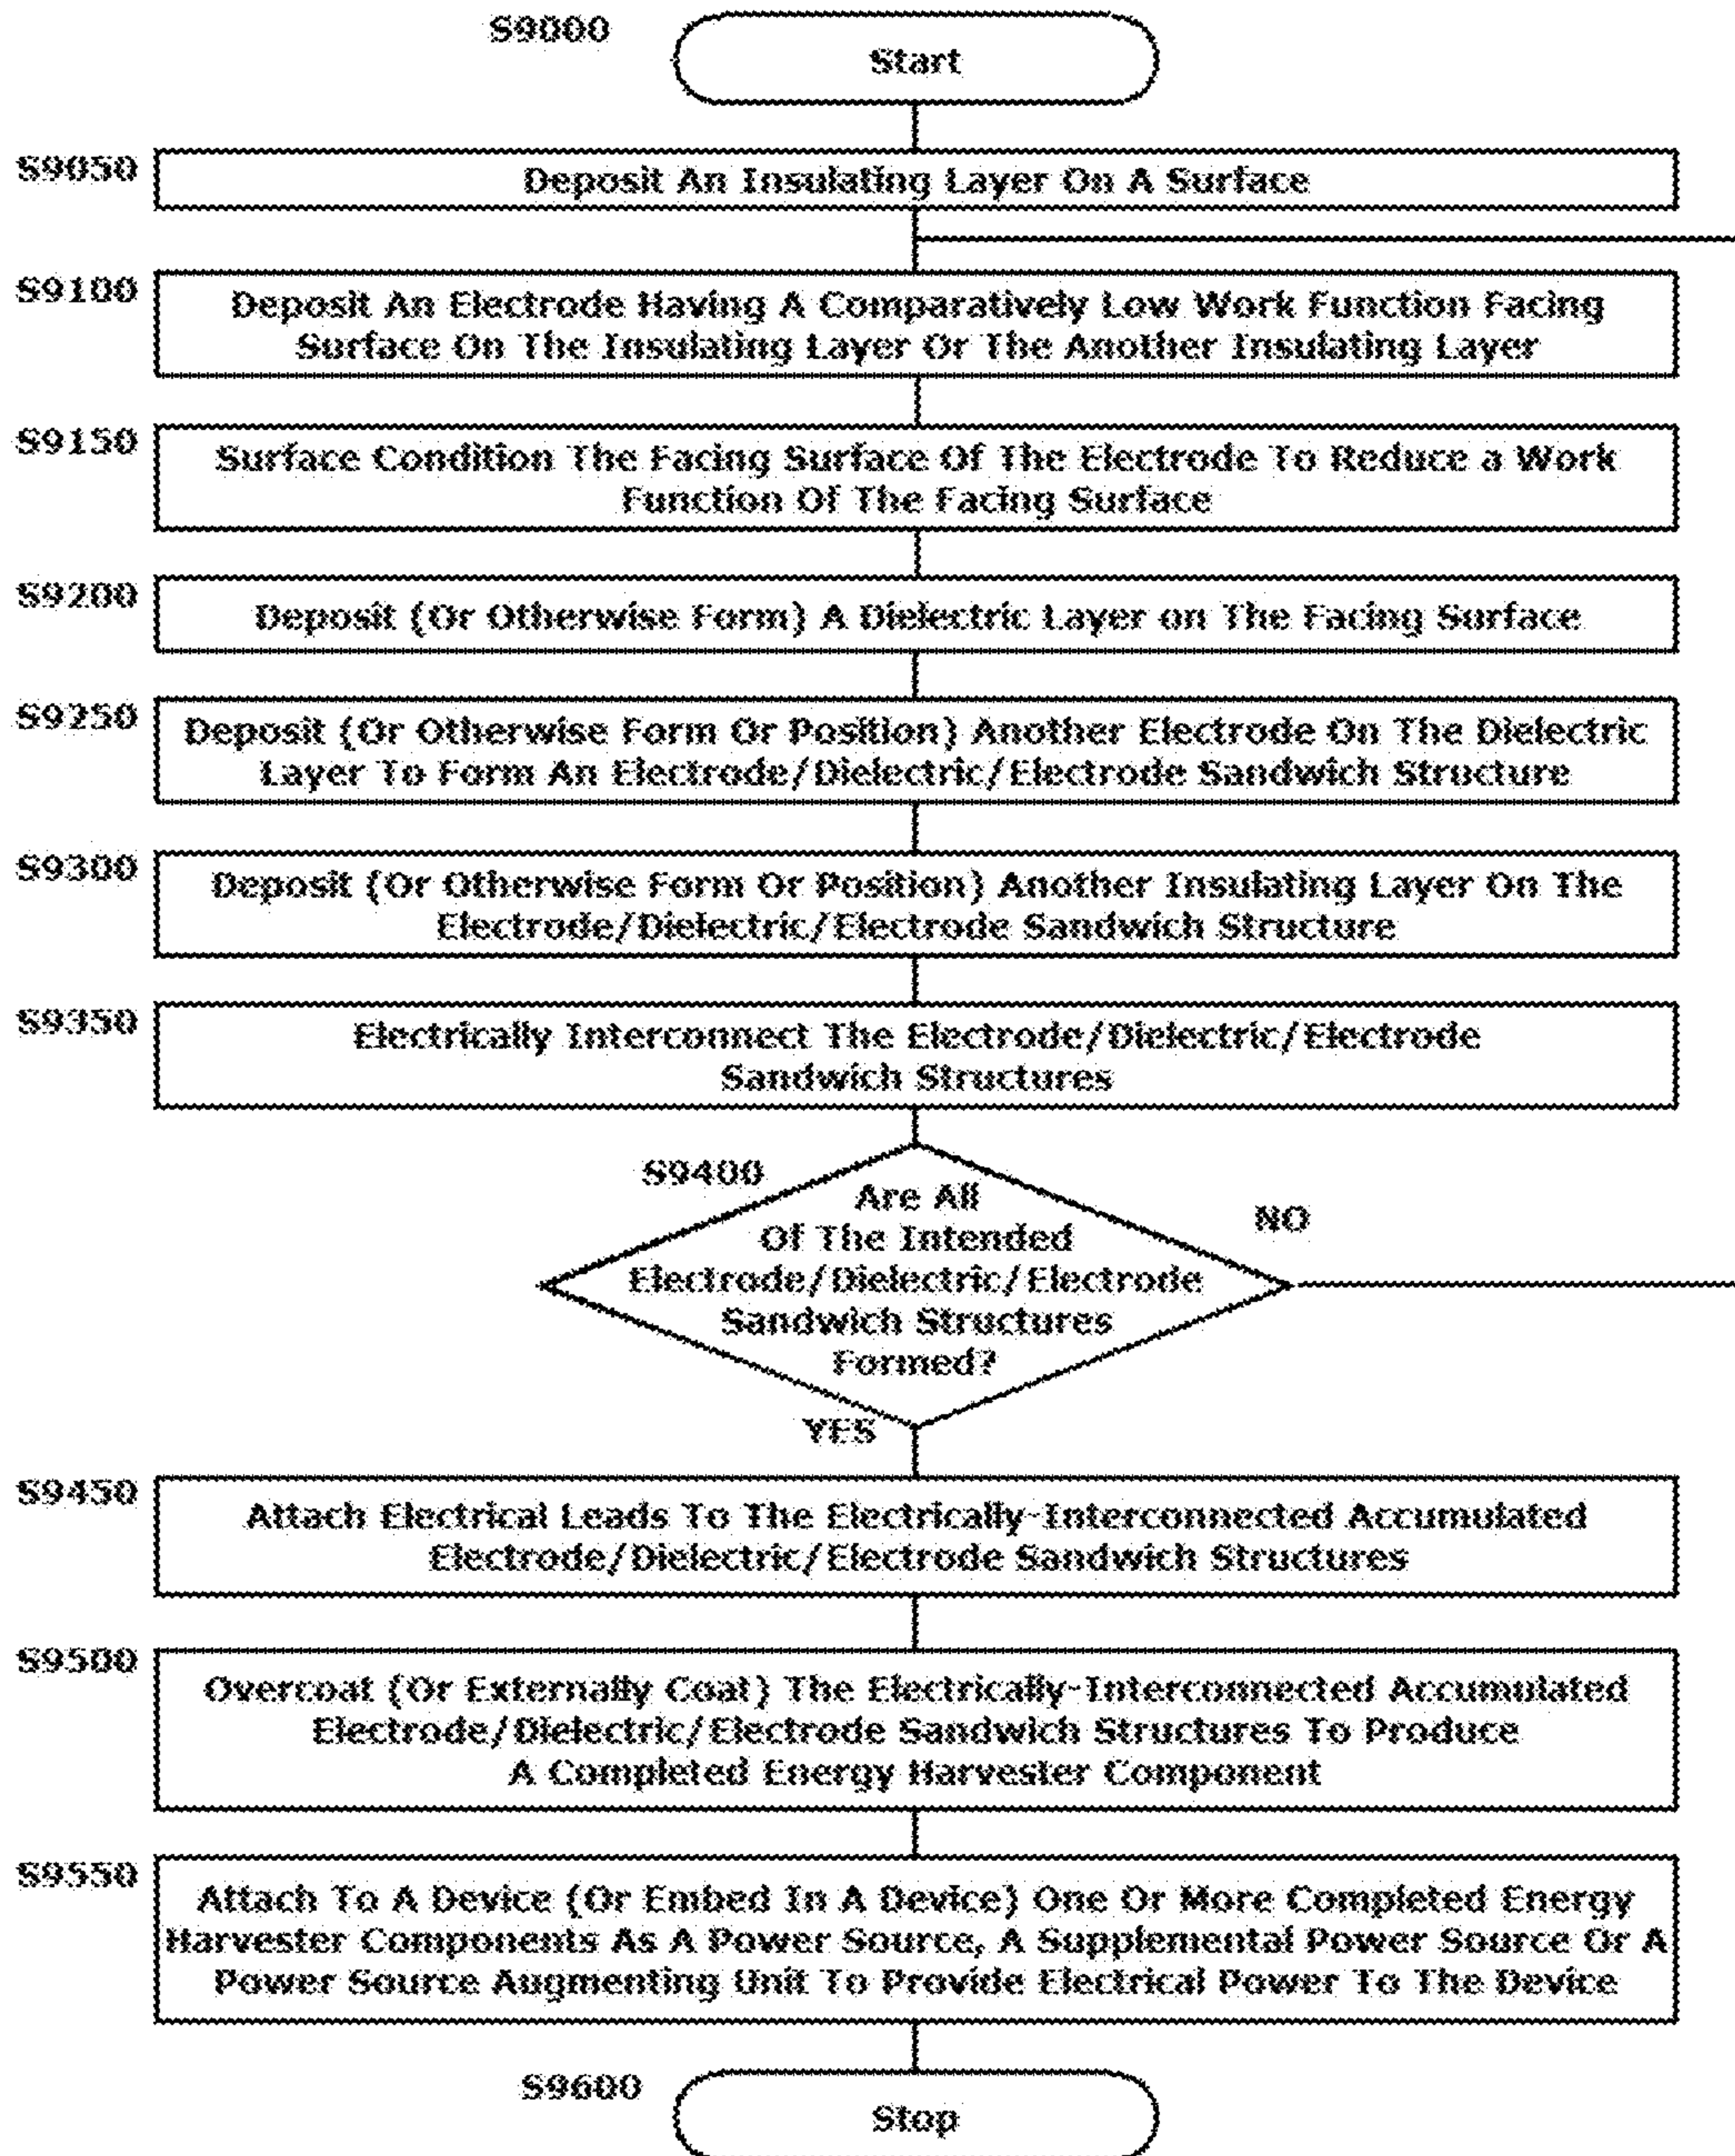 S9000
Start
S9050
Deposit An Insulating Layer On A Surface
S9100
Deposit An Electrode Having A Comparatively Low Work Function Facing
Surface On The Insulating Layer Or The Another Insulating Layer
S9150
Surface Condition The Facing Surface Of The Electrode To Reduce a Work
Function Of The Facing Surface
S9200
Deposit (Or Otherwise Form) A Dielectric Layer on The Facing Surface
S9250
Deposit (Or Otherwise Form Or Position) Another Electrode On The Dielectric
Layer To Form An Electrode/Dielectric/Electrode Sandwich Structure
S9300
Deposit (Or Otherwise Form Or Position) Another Insulating Layer On The
Electrode/Dielectric/Electrode Sandwich Structure
S9350
Electrically Interconnect The Electrode/Dielectric/Electrode
Sandwich Structures
S9400
Are All
Of The Intended
Electrode/Dielectric/Electrode
Sandwich Structures
Formed?
NO
YES
S9450
Attach Electrical Leads To The Electrically-Interconnected Accumulated
Electrode/Dielectric/Electrode Sandwich Structures
S9500
Overcoat (Or Externally Coat) The Electrically-Interconnected Accumulated
Electrode/Dielectric/Electrode Sandwich Structures To Produce
A Completed Energy Harvester Component
S9550
Attach To A Device (Or Embed In A Device) One Or More Completed Energy
Harvester Components As A Power Source, A Supplemental Power Source Or A
Power Source Augmenting Unit To Provide Electrical Power To The Device
S9600
Stop